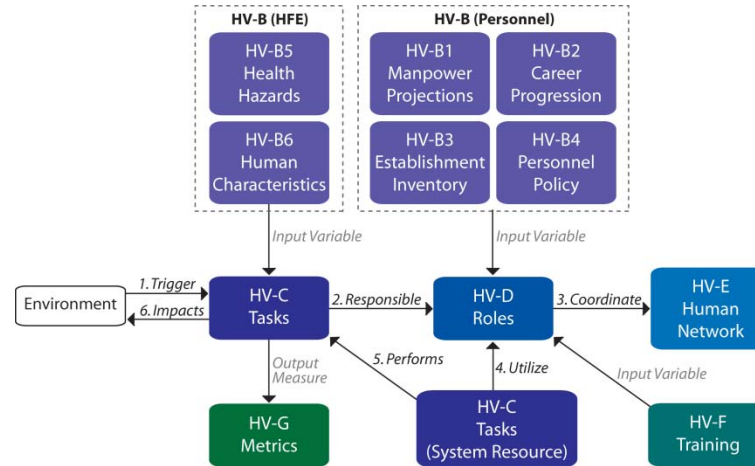 HV-B (HFE)
HV-B (Personnel)
HV-B5
Health
Hazards
HV-B1
Manpower
Projections
HV-B2
Career
Progression
HV-B6
Human
Characteristics
HV-B3
Establishment
Inventory
HV-B4
Personnel
Policy
Input Variable
Input Variable
Environment
1. Trigger
6. Impacts
HV-C
Tasks
2. Responsible
HV-D
Roles
3. Coordinate
HV-E
Human
Network
Output
Measure
5. Performs
4. Utilize
Input Variable
HV-G
Metrics
HV-C
Tasks
(System Resource)
HV-F
Training